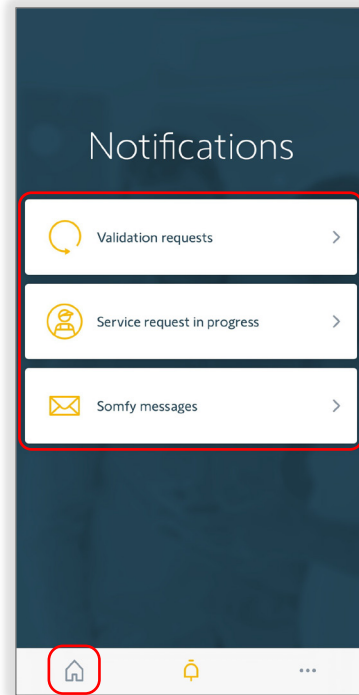 Notifications
Validation requests
Service request in progress
Somfy messages